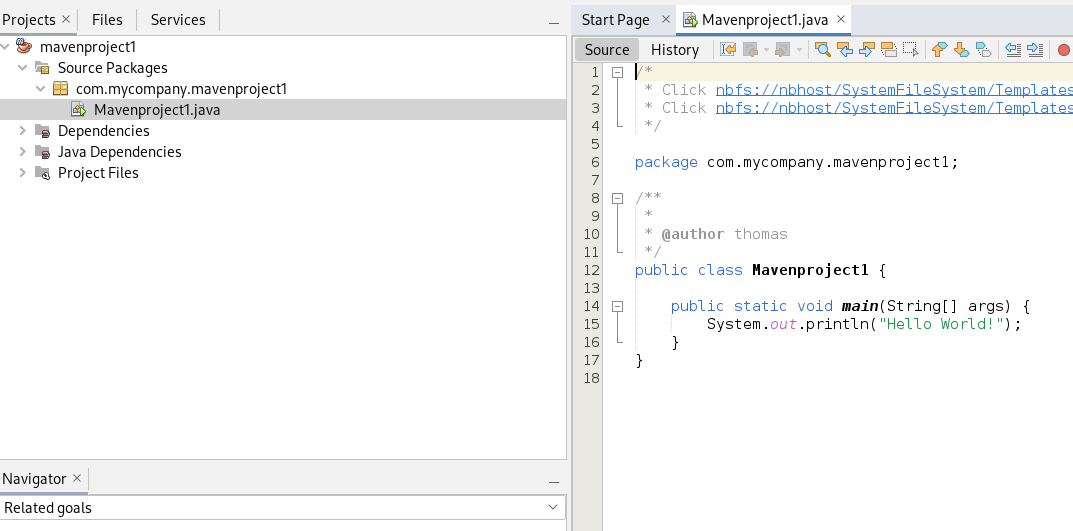 Projects Files Services
mavenproject1
Source Packages
com.mycompany.mavenproject1
Mavenproject1.java
Dependencies
Java Dependencies
Project Files
Navigator
Related goals
Start Page Mavenproject1.java
Source History
1 /*
2 * Click nbfs://nbhost/SystemFileSystem/Templates
3 * Click nbfs://nbhost/SystemFileSystem/Templates
4 */
5
6 package com.mycompany.mavenproject1;
7
8 /**
9 *
10 * @author thomas
11 */
12 public class Mavenproject1 {
13
14 public static void main(String[] args) {
15 System.out.println("Hello World!");
16 }
17 }
18